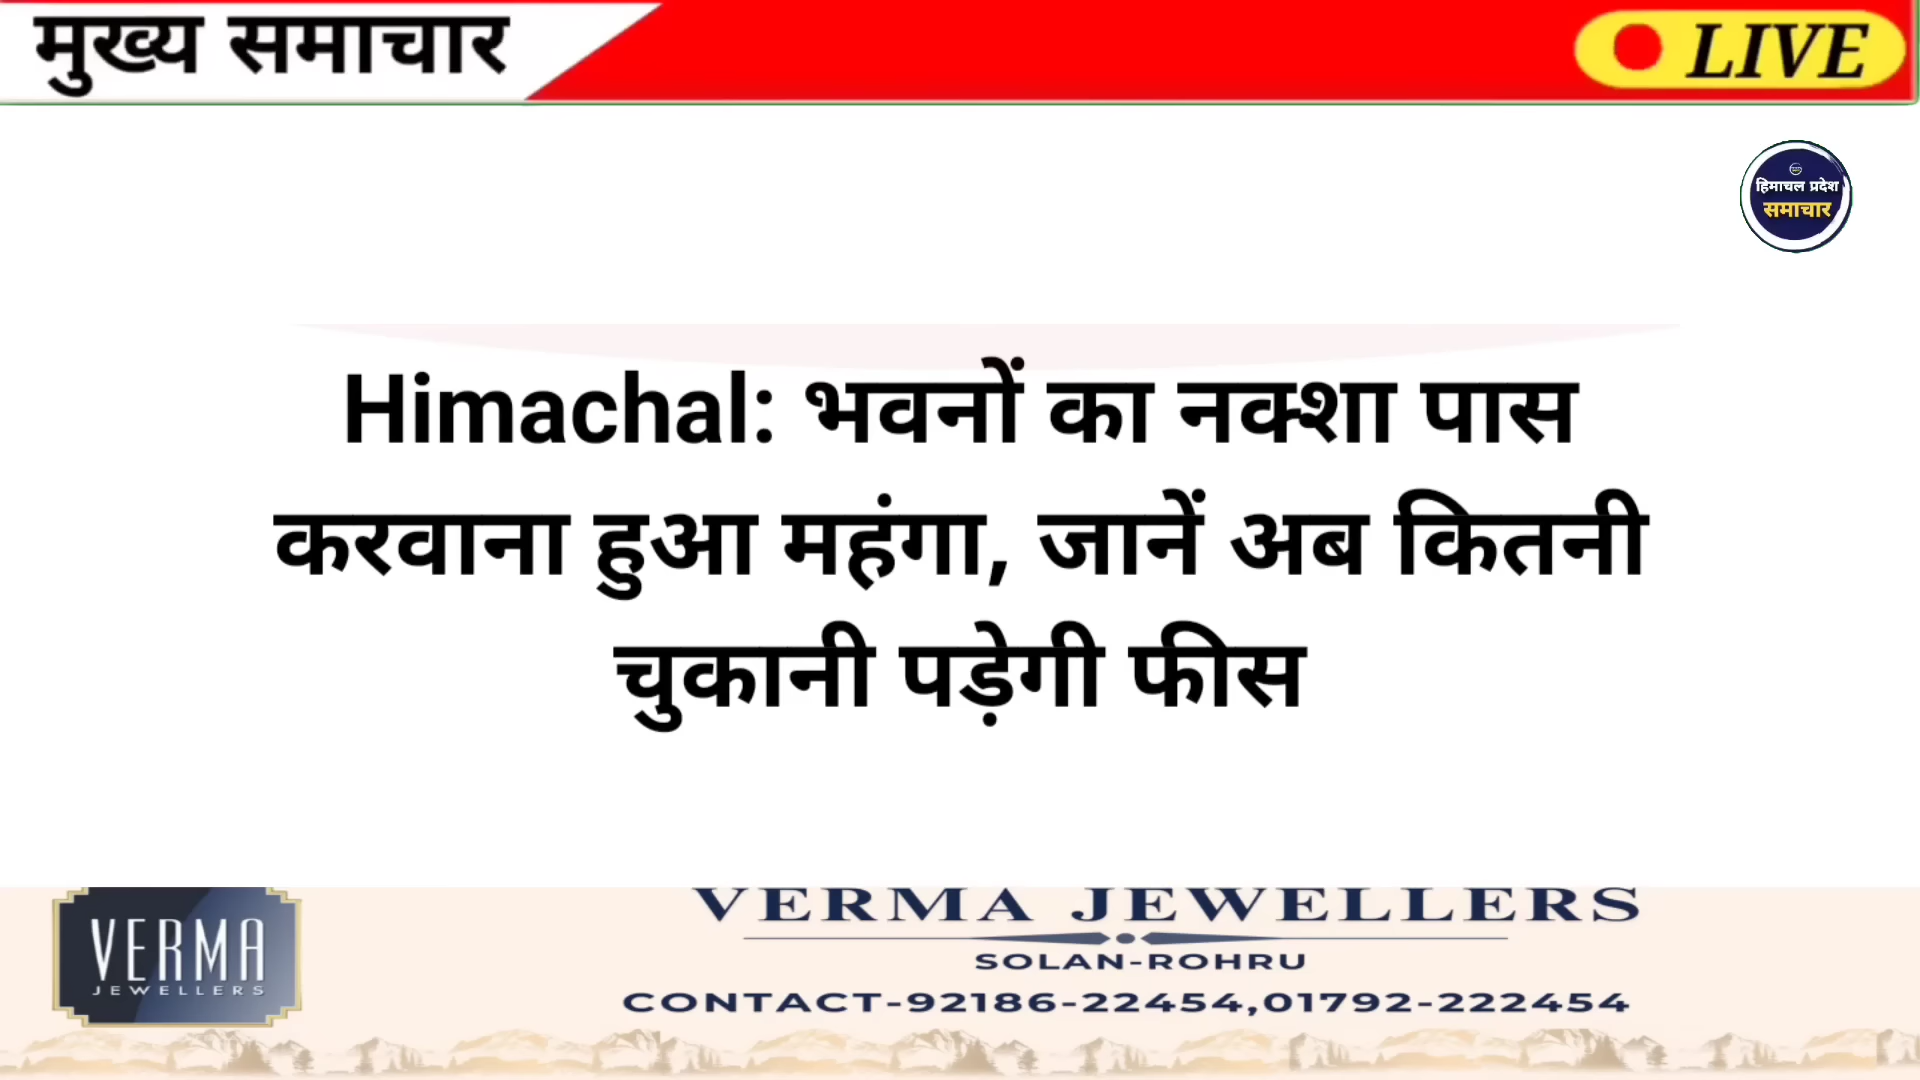 मुख्य समाचार
LIVE
हिमाचल प्रदेश
समाचार
Himachal: भवनों का नक्शा पास
करवाना हुआ महंगा, जानें अब कितनी
चुकानी पड़ेगी फीस
VERMA
JEWELLERS
VERMA JEWELLERS
SOLAN-ROHRU
CONTACT-92186-22454,01792-222454